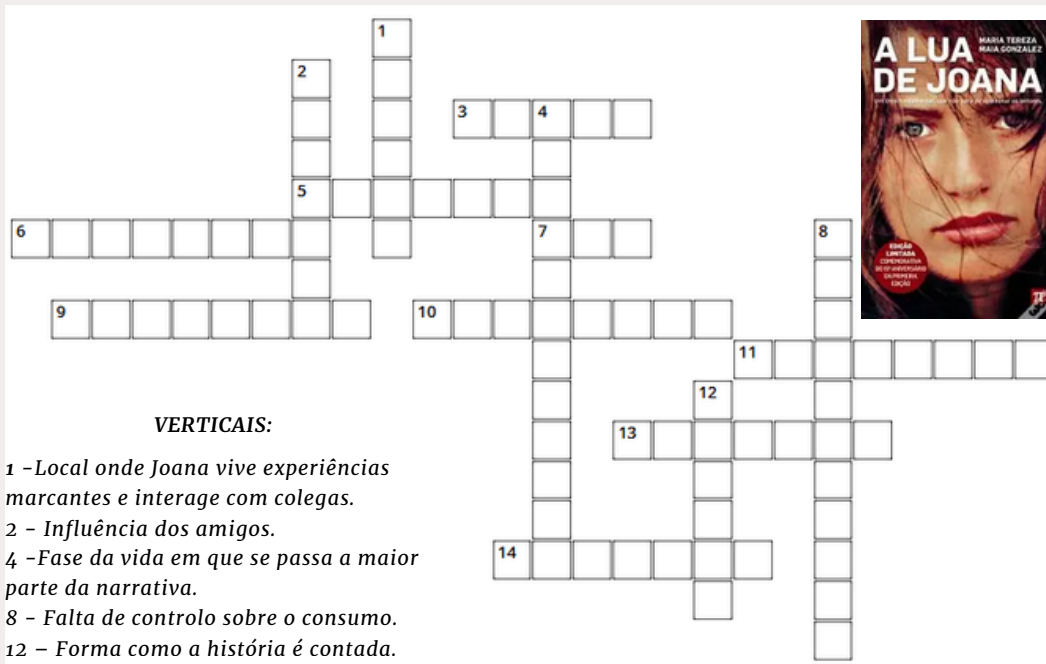 1
2
3
4
5
6
7
8
9
10
11
12
13
14
A LUA
DE JOANA
MARIA TEREZA
MAIA GONZALEZ
EDIÇÃO
LIMITADA
COMEMORATIVA
DO 15º ANIVERSÁRIO
DA PRIMEIRA
EDIÇÃO
VERTICAIS:
1 -Local onde Joana vive experiências
marcantes e interage com colegas.
2 - Influência dos amigos.
4 -Fase da vida em que se passa a maior
parte da narrativa.
8 - Falta de controlo sobre o consumo.
12 – Forma como a história é contada.